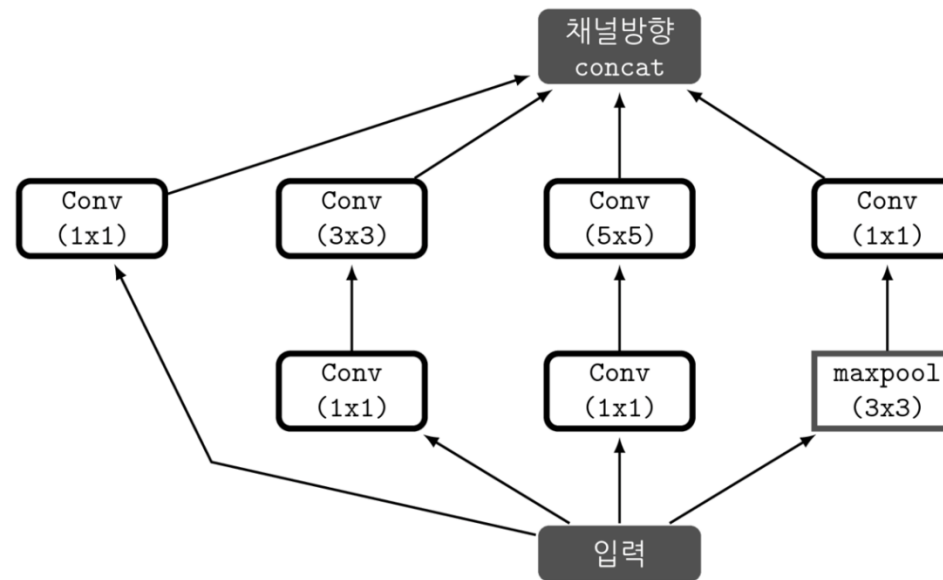 채널방향
concat
Conv
(1x1)
Conv
(3x3)
Conv
(5x5)
Conv
(1x1)
Conv
(1x1)
Conv
(1x1)
maxpool
(3x3)
입력